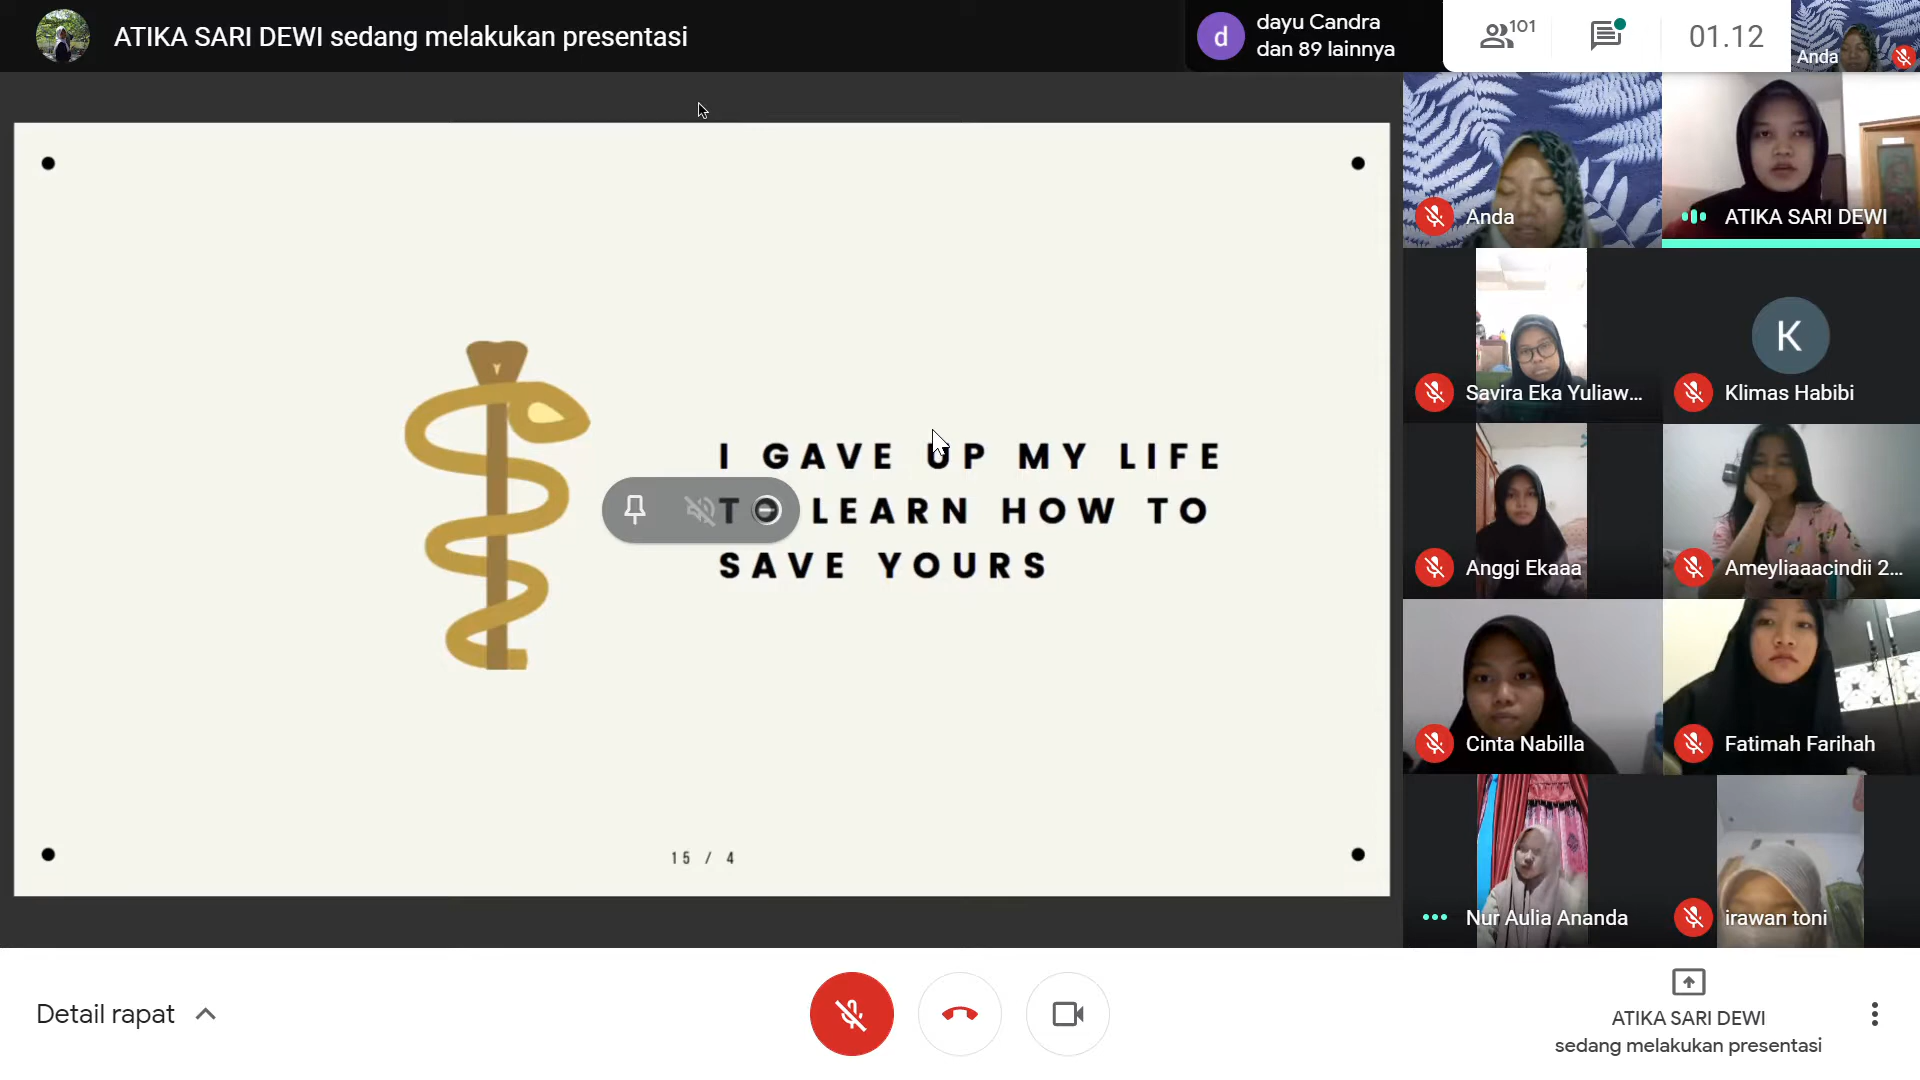 ATIKA SARI DEWI sedang melakukan presentasi
d
dayu Candra
dan 89 lainnya
101
01.12
Anda
Anda
ATIKA SARI DEWI
Savira Eka Yuliaw...
K
Klimas Habibi
Anggi Ekaaa
Ameyliaaacindii 2...
Cinta Nabilla
Fatimah Farihah
Nur Aulia Ananda
irawan toni
I GAVE UP MY LIFE
TO LEARN HOW TO
SAVE YOURS
15 / 4
Detail rapat
ATIKA SARI DEWI
sedang melakukan presentasi